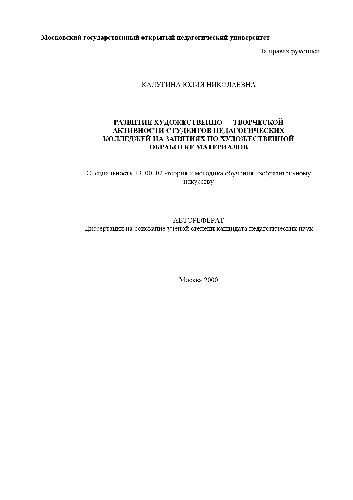 Московский государственный открытый педагогический университет
На правах рукописи
КАЛУГИНА ЮЛИЯ НИКОЛАЕВНА
РАЗВИТИЕ ХУДОЖЕСТВЕННО — ТВОРЧЕСКОЙ
АКТИВНОСТИ СТУДЕНТОВ ПЕДАГОГИЧЕСКИХ
КОЛЛЕДЖЕЙ НА ЗАНЯТИЯХ ПО ХУДОЖЕСТВЕННОЙ
ОБРАБОТКЕ МАТЕРИАЛОВ
Специальность 13.00.02 теория и методика обучения изобразительному
искусству
АВТОРЕФЕРАТ
Диссертации на соискание ученой степени кандидата педагогических наук
Москва 2000